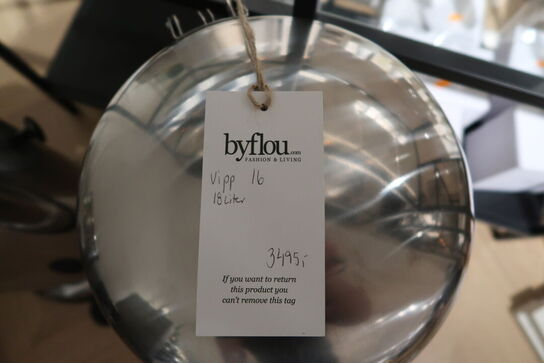 byflou.com
FASHION & LIVING
Vipp 16
18 Liter
3495,-
If you want to return
this product you
can't remove this tag